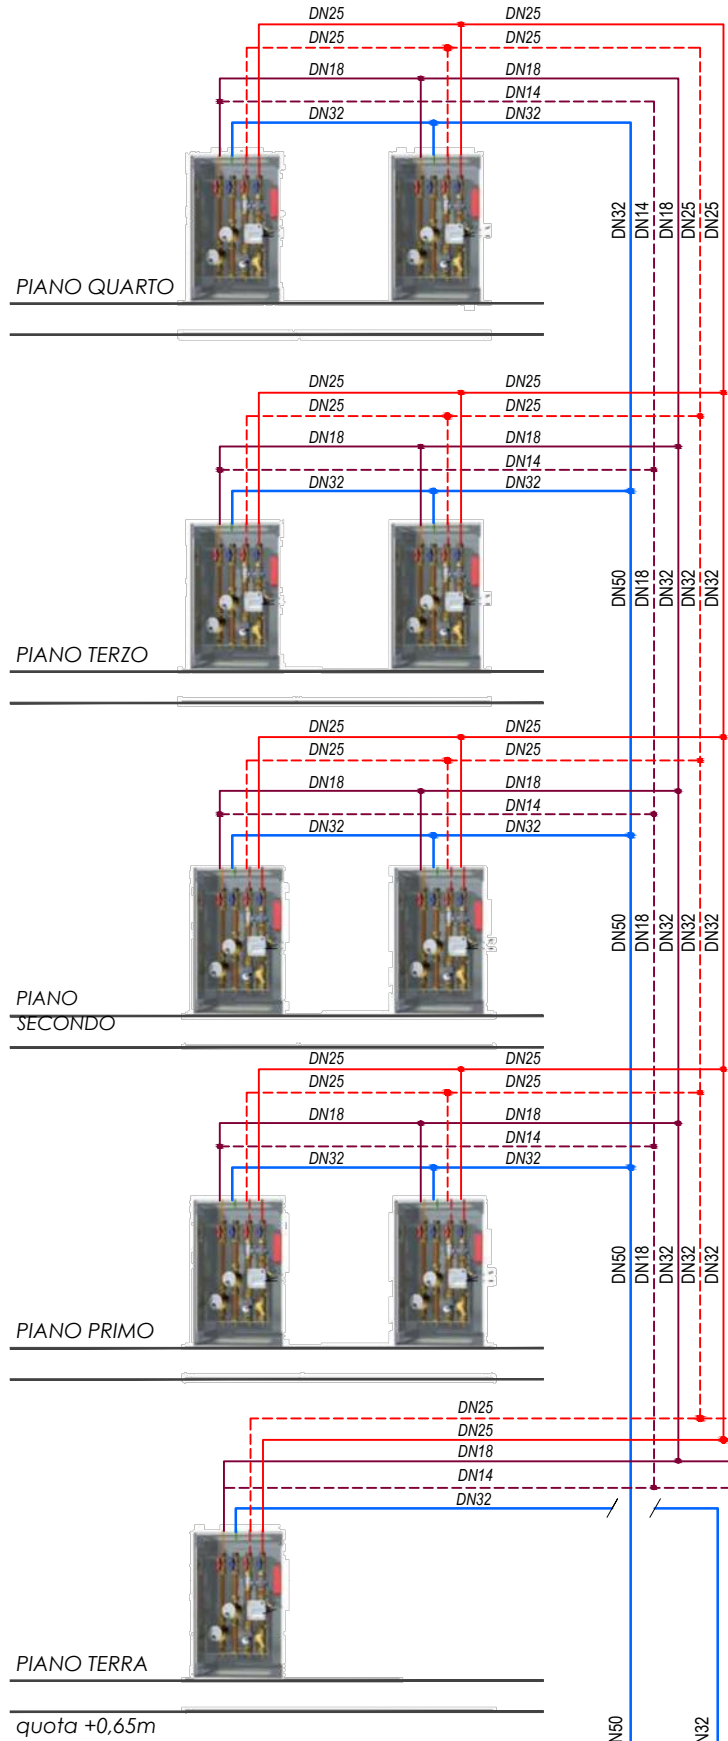 DN25 DN25
DN25 DN25
DN18 DN18
DN14
DN32 DN32
DN32 DN14 DN18 DN25 DN25
PIANO QUARTO
DN25 DN25
DN25 DN25
DN18 DN18
DN14
DN32 DN32
DN50 DN18 DN32 DN32 DN32
PIANO TERZO
DN25 DN25
DN25 DN25
DN18 DN18
DN14
DN32 DN32
DN50 DN18 DN32 DN32 DN32
PIANO
SECONDO
DN25 DN25
DN25 DN25
DN18 DN18
DN14
DN32 DN32
DN50 DN18 DN32 DN32 DN32
PIANO PRIMO
DN25
DN25
DN18
DN14
DN32
PIANO TERRA
quota +0,65m
DN50 DN32